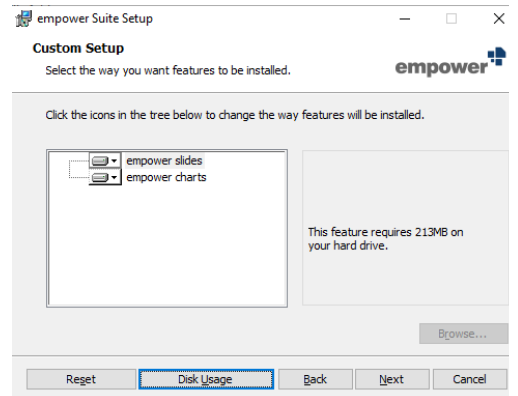 empower Suite Setup
Custom Setup
Select the way you want features to be installed.
empower
Click the icons in the tree below to change the way features will be installed.
empower slides
empower charts
This feature requires 213MB on
your hard drive.
Browse...
Reset
Disk Usage
Back
Next
Cancel